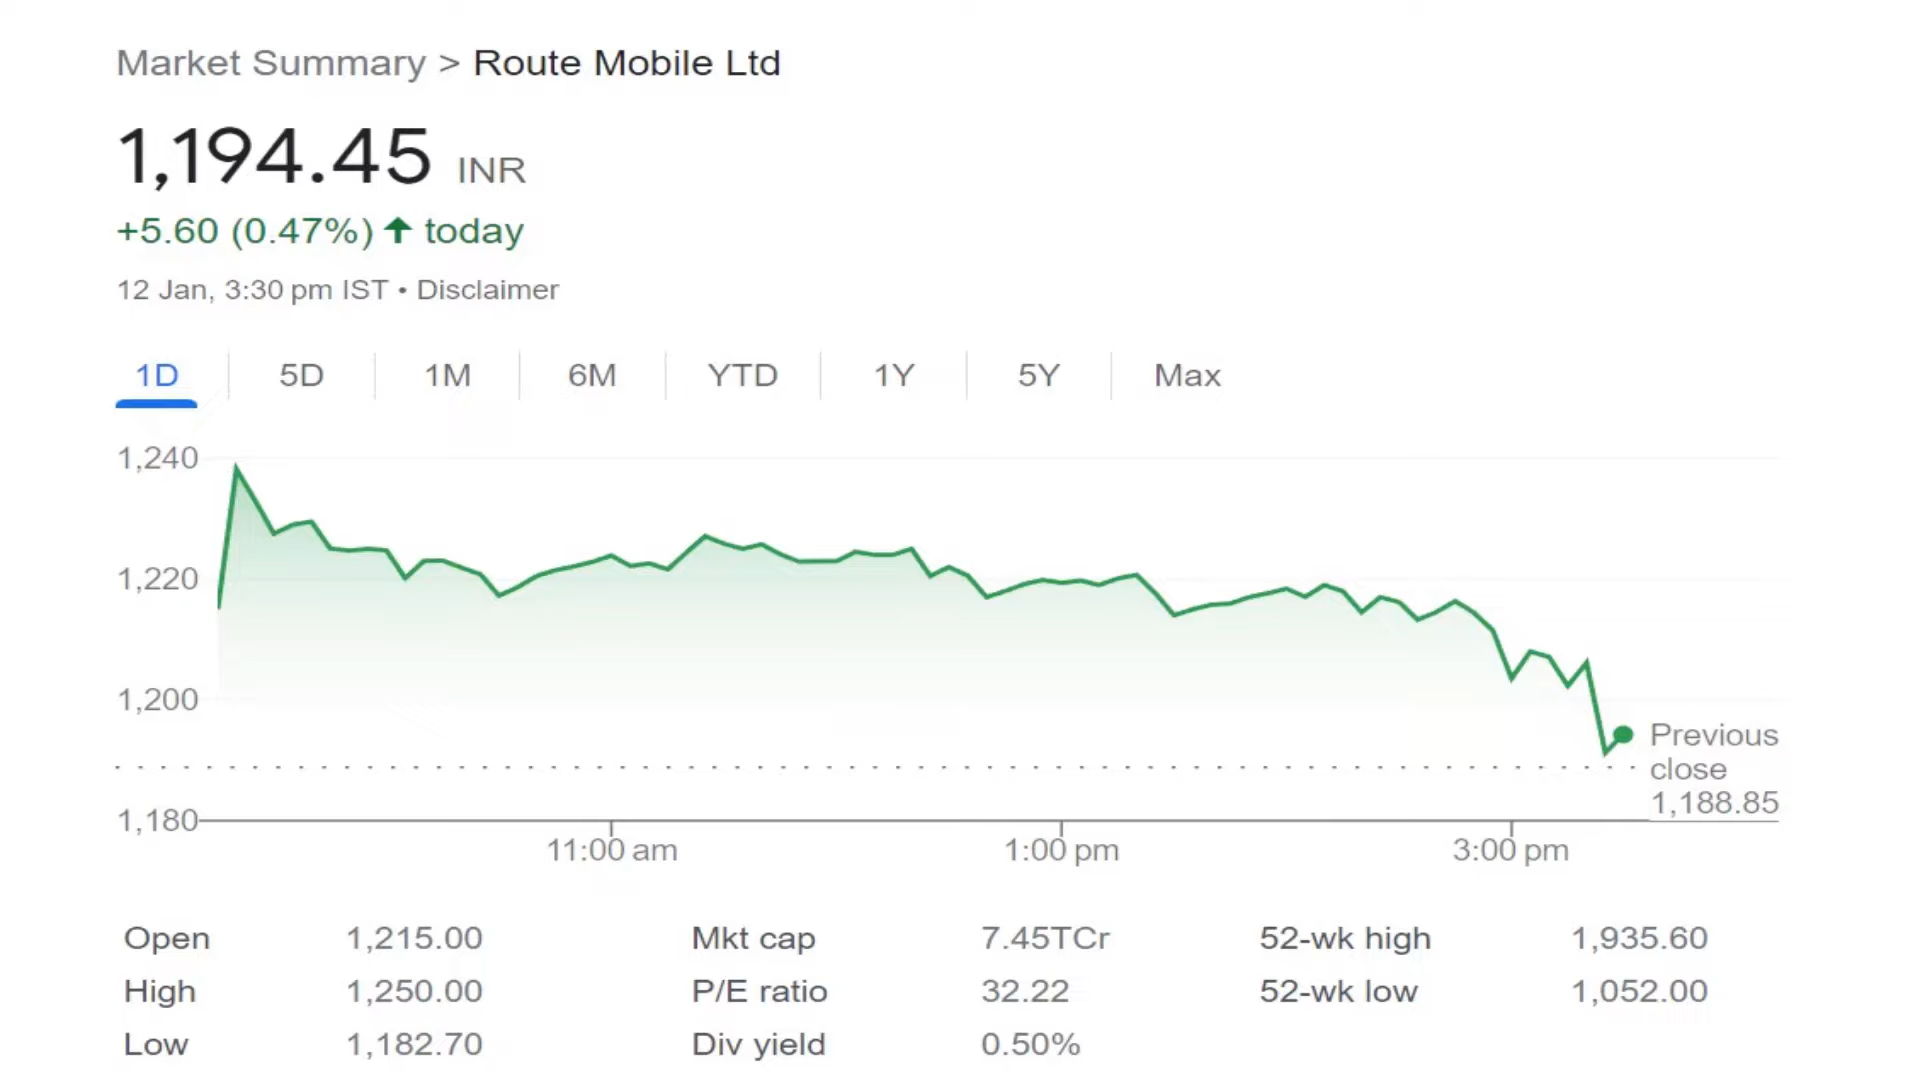 Market Summary > Route Mobile Ltd
1,194.45 INR
+5.60 (0.47%) ↑ today
12 Jan, 3:30 pm IST • Disclaimer
1D 5D 1M 6M YTD 1Y 5Y Max
1,240
1,220
1,200
1,180
Previous
close
1,188.85
11:00 am 1:00 pm 3:00 pm
Open 1,215.00 Mkt cap 7.45TCr 52-wk high 1,935.60
High 1,250.00 P/E ratio 32.22 52-wk low 1,052.00
Low 1,182.70 Div yield 0.50%